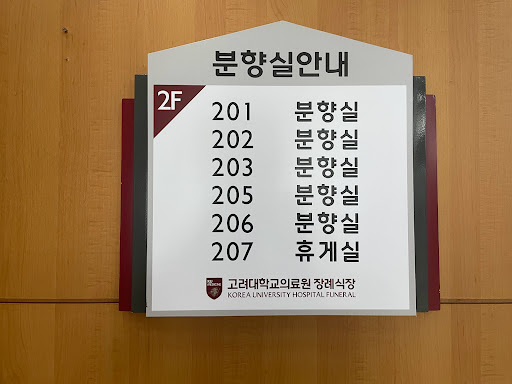 분향실안내
2F
201 분향실
202 분향실
203 분향실
205 분향실
206 분향실
207 휴게실
고려대학교의료원 장례식장
KOREA UNIVERSITY HOSPITAL FUNERAL